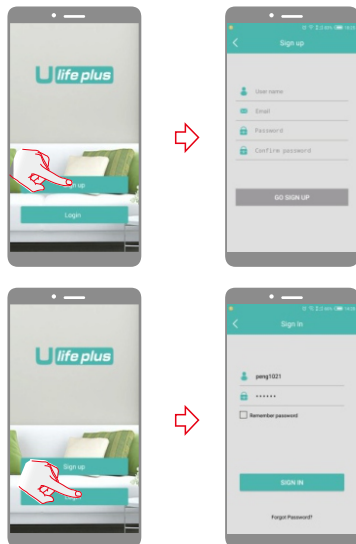 U life plus
Sign up
Login
Sign up
User name
Email
Password
Confirm password
GO SIGN UP
U life plus
Sign up
Sign in
peng1021
••••••
Remember password
SIGN IN
Forgot Password?